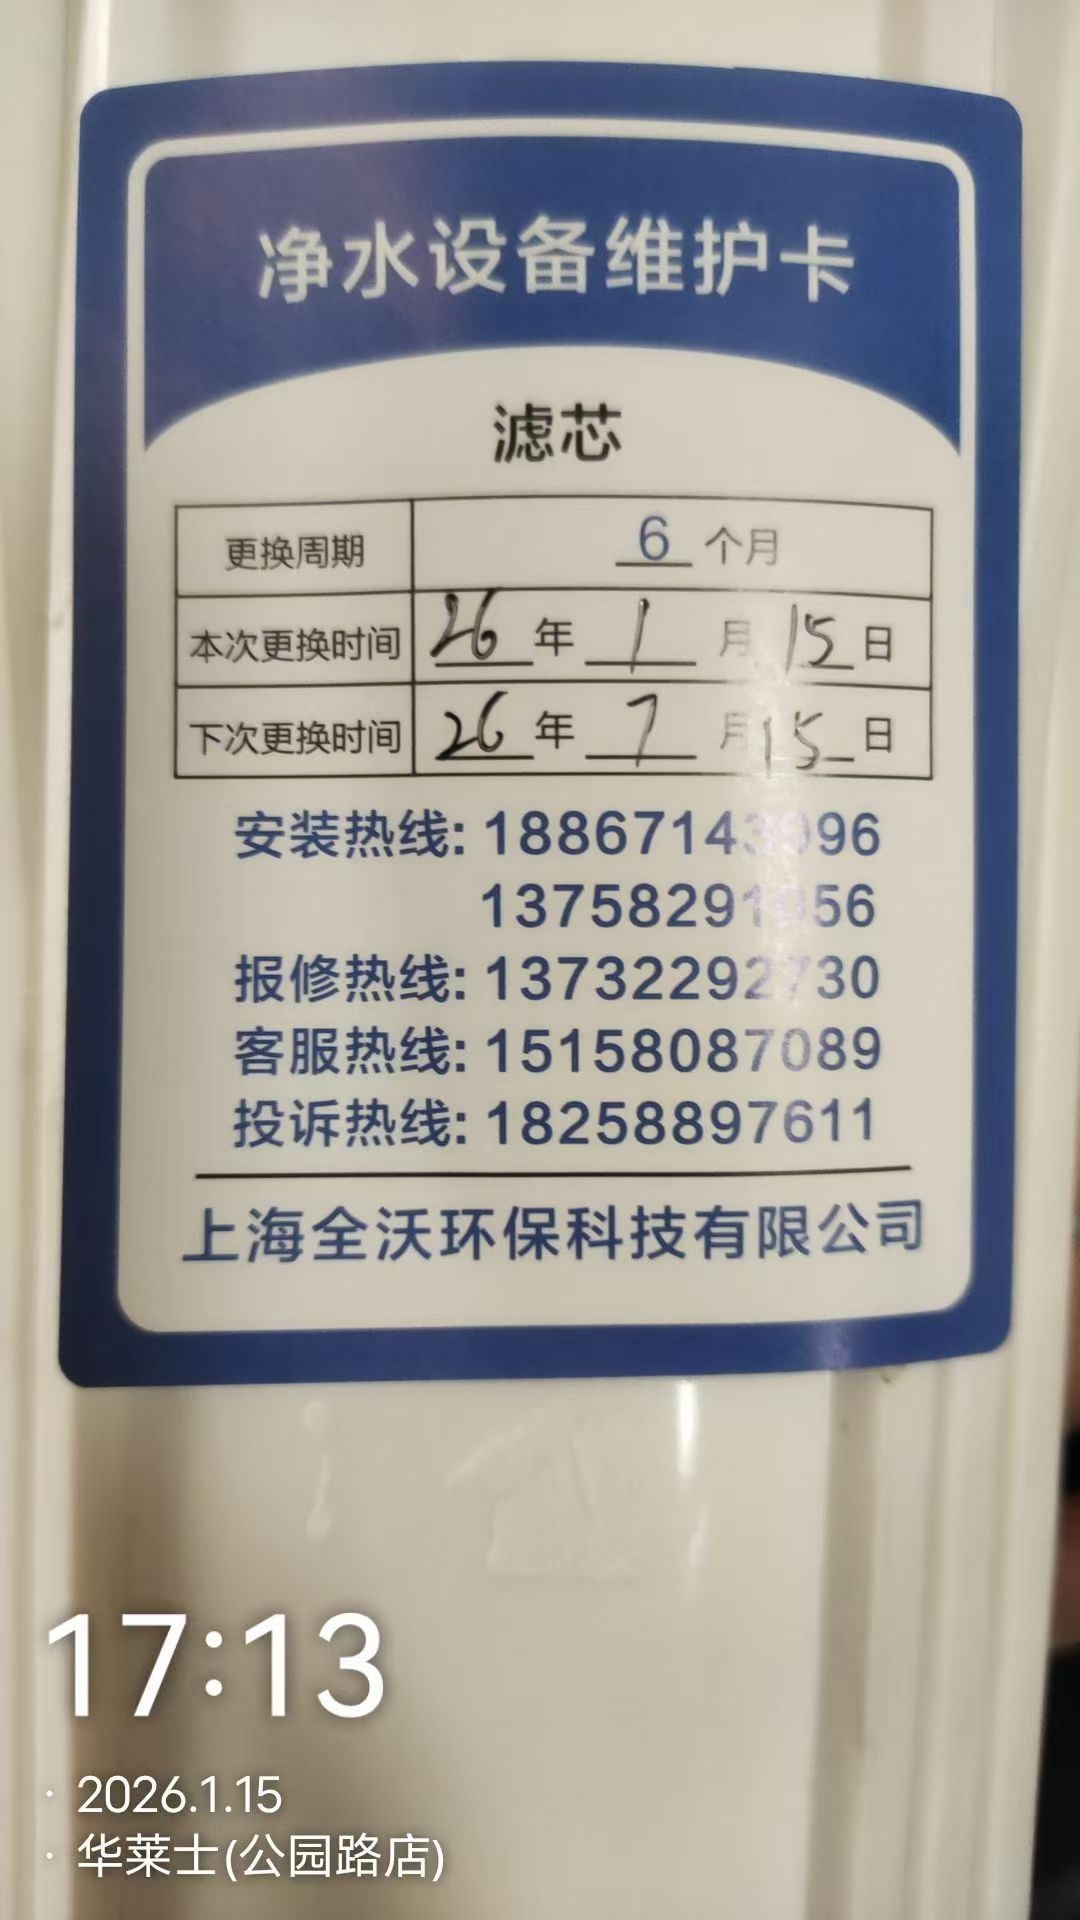 净水设备维护卡
滤芯
更换周期 6 个月
本次更换时间 26 年 1 月 15 日
下次更换时间 26 年 7 月 15 日
安装热线:
报修热线: 13732292730
客服热线: 15158087089
投诉热线: 18258897611
上海全沃环保科技有限公司
17:13
· 2026.1.15
· 华莱士(公园路店)